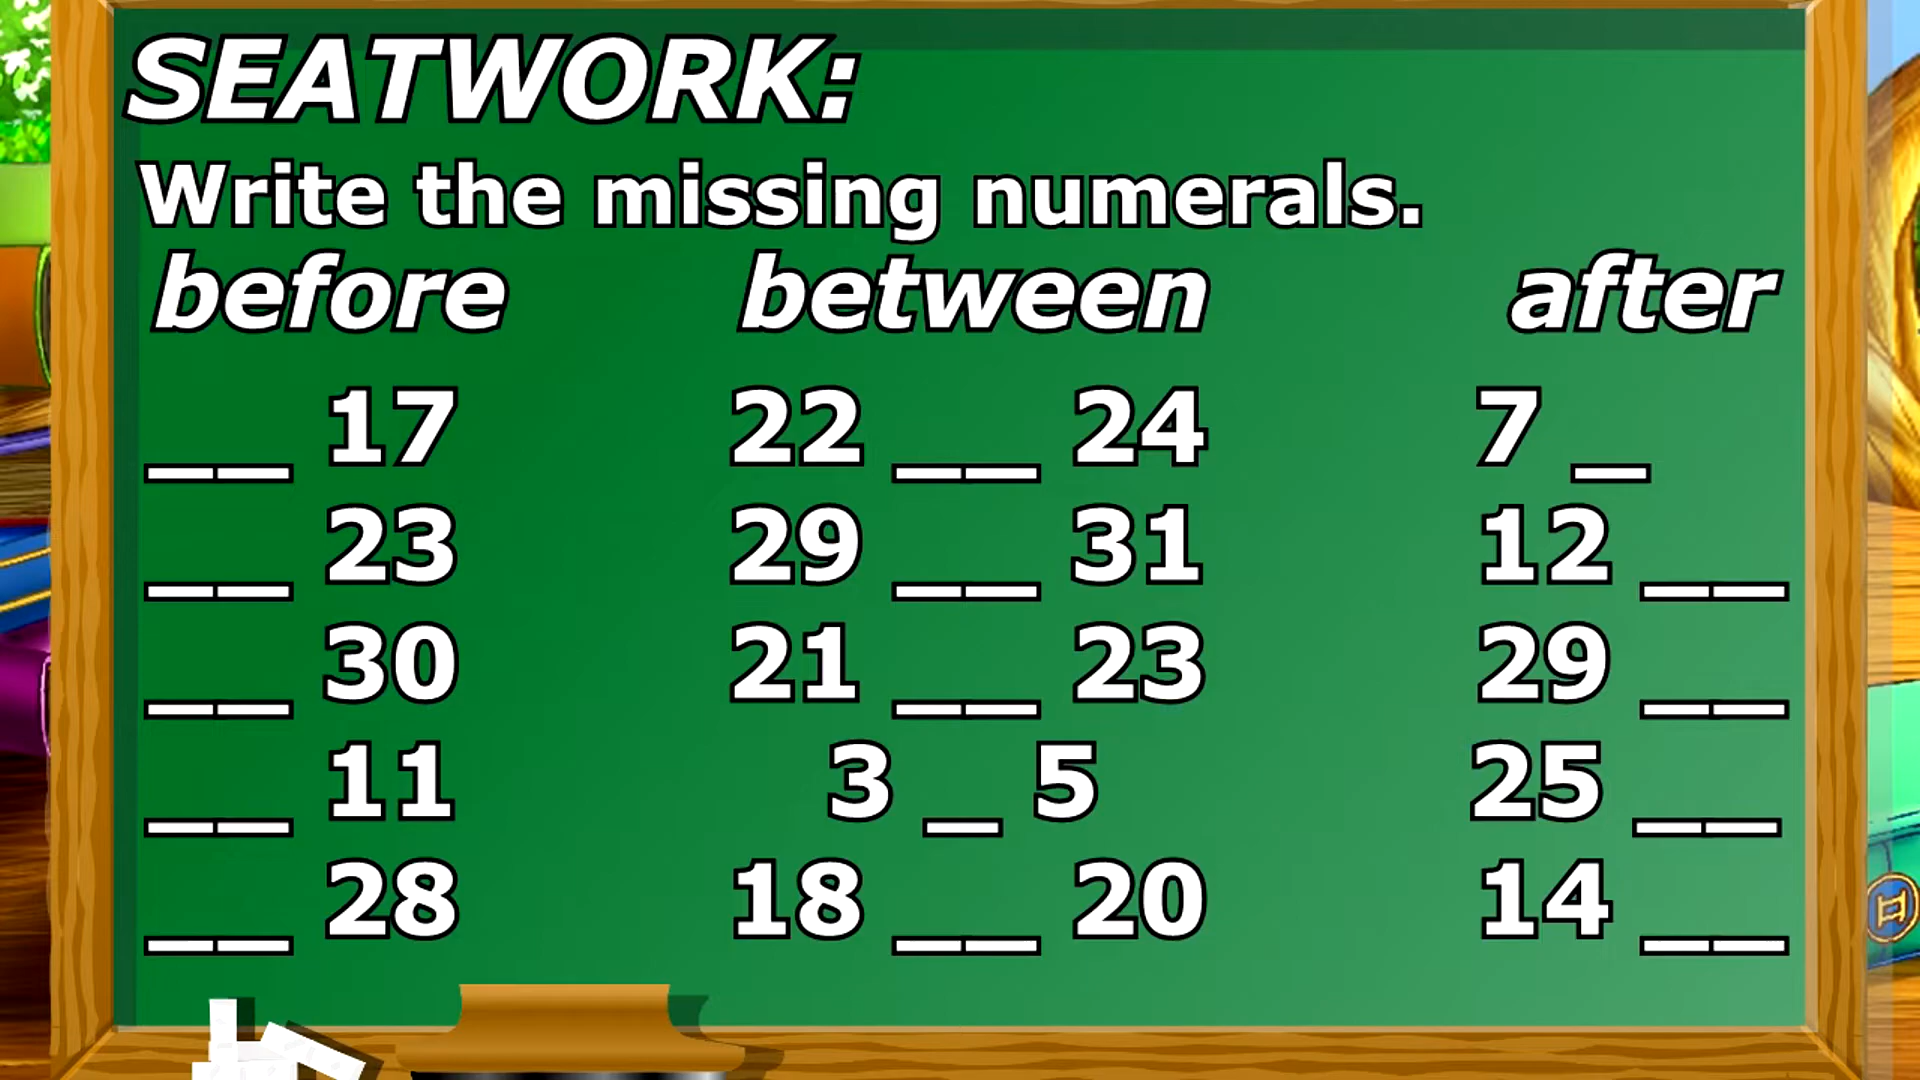 SEATWORK:
Write the missing numerals.
before between after
__ 17 22 __ 24 7 _
__ 23 29 __ 31 12 __
__ 30 21 __ 23 29 __
__ 11 3 _ 5 25 __
__ 28 18 __ 20 14 __